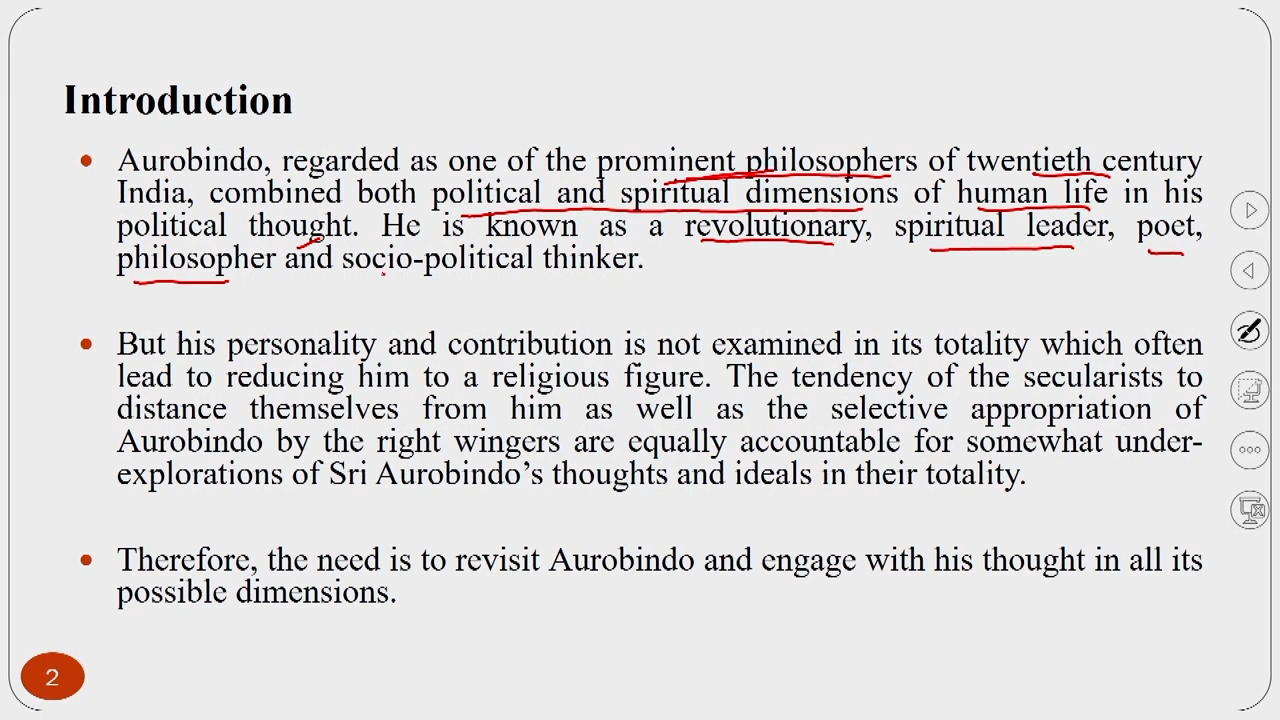 Introduction
Aurobindo, regarded as one of the prominent philosophers of twentieth century
India, combined both political and spiritual dimensions of human life in his
political thought. He is known as a revolutionary, spiritual leader, poet,
philosopher and socio-political thinker.
But his personality and contribution is not examined in its totality which often
lead to reducing him to a religious figure. The tendency of the secularists to
distance themselves from him as well as the selective appropriation of
Aurobindo by the right wingers are equally accountable for somewhat under-
explorations of Sri Aurobindo’s thoughts and ideals in their totality.
Therefore, the need is to revisit Aurobindo and engage with his thought in all its
possible dimensions.
2